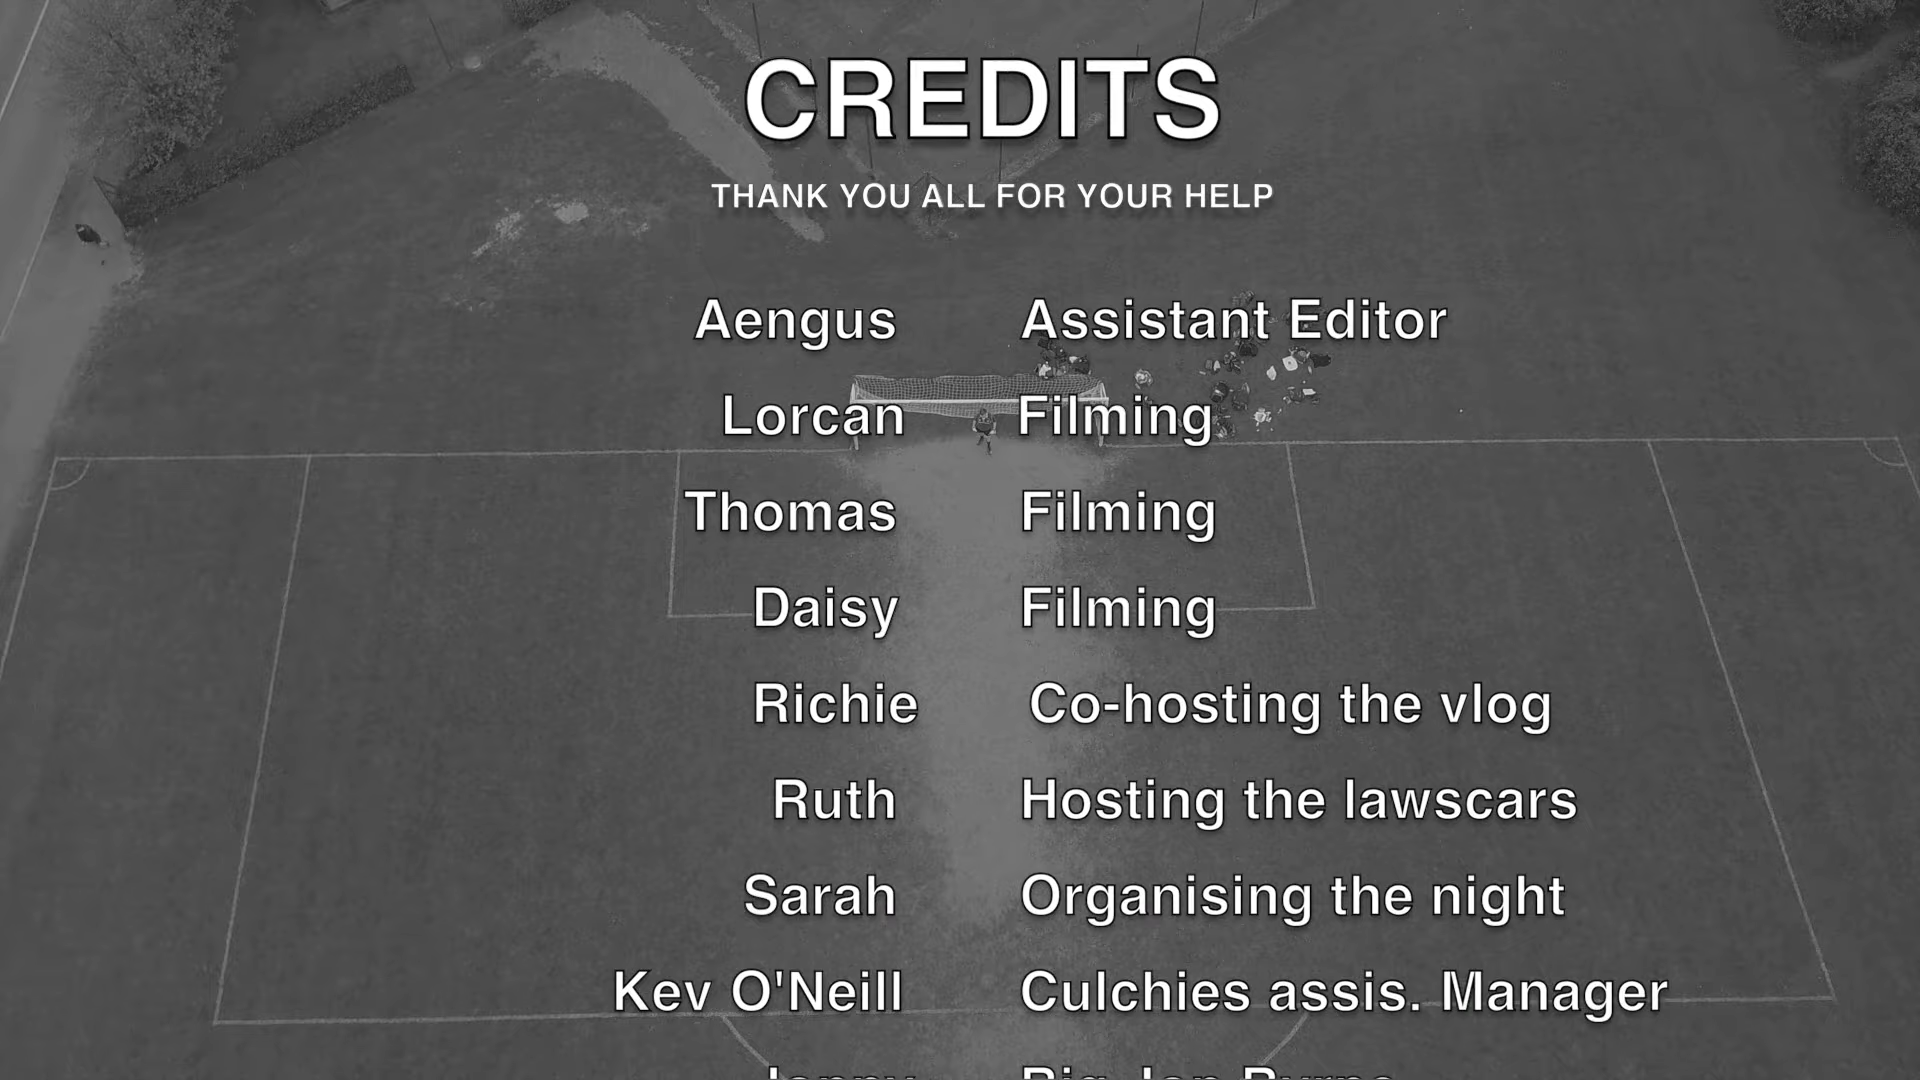 CREDITS
THANK YOU ALL FOR YOUR HELP
Aengus Assistant Editor
Lorcan Filming
Thomas Filming
Daisy Filming
Richie Co-hosting the vlog
Ruth Hosting the lawscars
Sarah Organising the night
Kev O'Neill Culchies assis. Manager